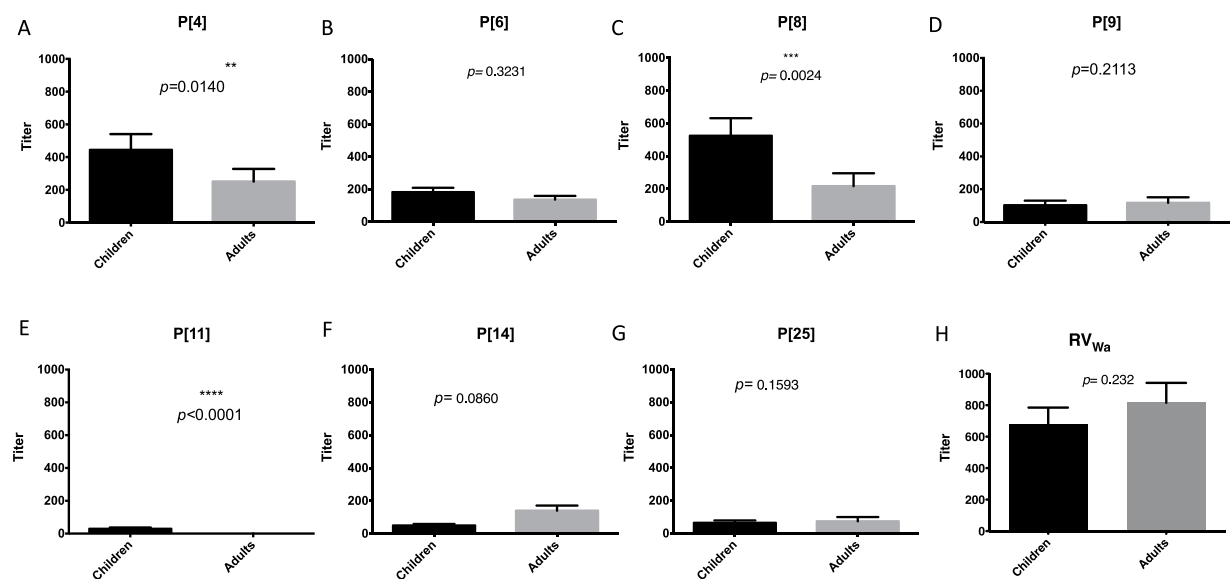 A
P[4]
**
p=0.0140
Titer
1000
800
600
400
200
0
Children
Adults
B
P[6]
p= 0.3231
Titer
1000
800
600
400
200
0
Children
Adults
C
P[8]
***
p= 0.0024
Titer
1000
800
600
400
200
0
Children
Adults
D
P[9]
p=0.2113
Titer
1000
800
600
400
200
0
Children
Adults
E
P[11]
****
p<0.0001
Titer
1000
800
600
400
200
0
Children
Adults
F
P[14]
p= 0.0860
Titer
1000
800
600
400
200
0
Children
Adults
G
P[25]
p= 0.1593
Titer
1000
800
600
400
200
0
Children
Adults
H
RVWa
p= 0.232
Titer
1000
800
600
400
200
0
Children
Adults